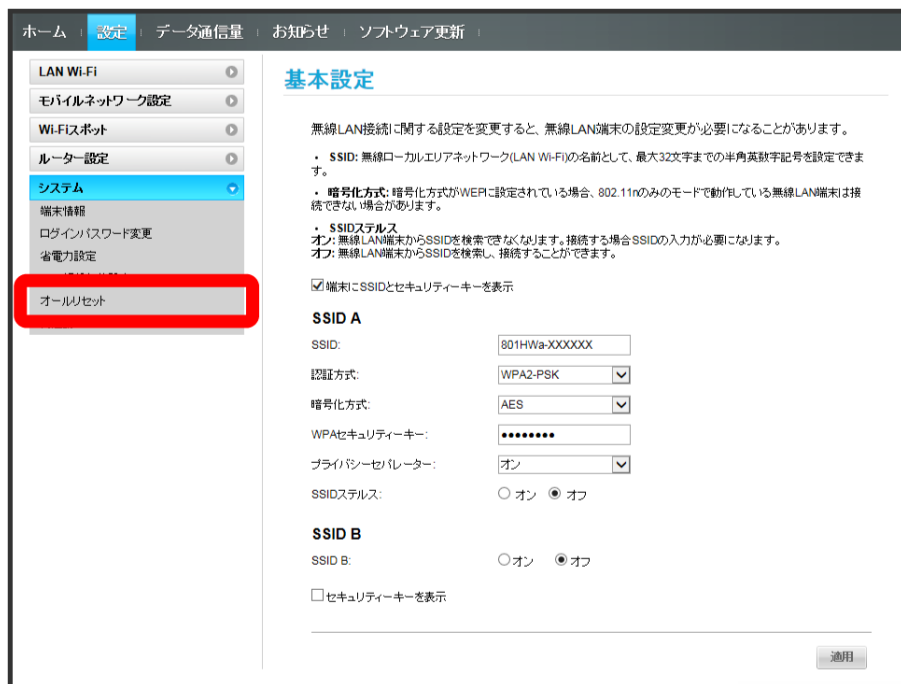 ホーム 設定 データ通信量 お知らせ ソフトウェア更新
LAN Wi-Fi
モバイルネットワーク設定
Wi-Fiスポット
ルーター設定
システム
端末情報
ログインパスワード変更
省電力設定
オールリセット
基本設定
無線LAN接続に関する設定を変更すると、無線LAN端末の設定変更が必要になることがあります。
・ SSID: 無線ローカルエリアネットワーク(LAN Wi-Fi)の名前として、最大32文字までの半角英数字記号を設定できま
す。
・ 暗号化方式: 暗号化方式がWEPに設定されている場合、802.11nのみのモードで動作している無線LAN端末は接
続できない場合があります。
・ SSIDステルス
オン: 無線LAN端末からSSIDを検索できなくなります。接続する場合SSIDの入力が必要になります。
オフ: 無線LAN端末からSSIDを検索し、接続することができます。
端末にSSIDとセキュリティーキーを表示
SSID A
SSID: 801HWa-XXXXXX
認証方式: WPA2-PSK
暗号化方式: AES
WPAセキュリティーキー: ••••••••
プライバシーセパレーター: オン
SSIDステルス: オン オフ
SSID B
SSID B: オン オフ
セキュリティーキーを表示
適用